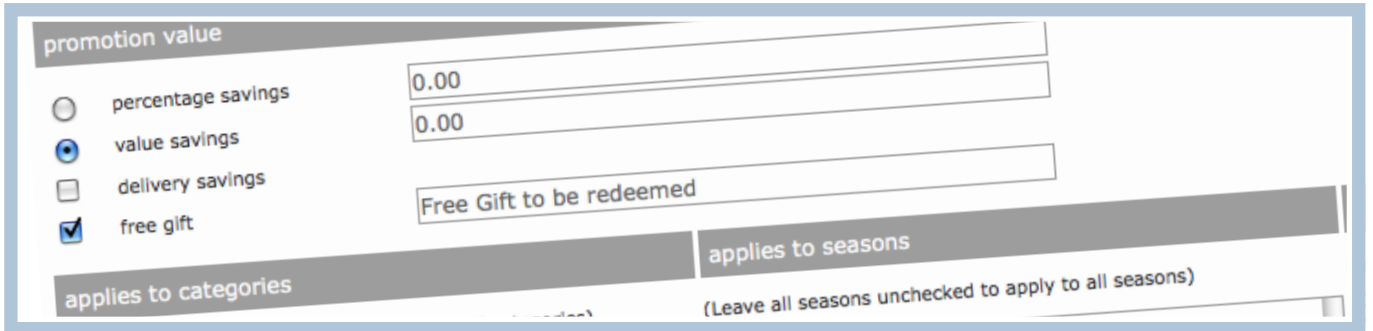 promotion value
percentage savings 0.00
value savings 0.00
delivery savings
free gift Free Gift to be redeemed
applies to categories applies to seasons
(Leave all seasons unchecked to apply to all seasons)